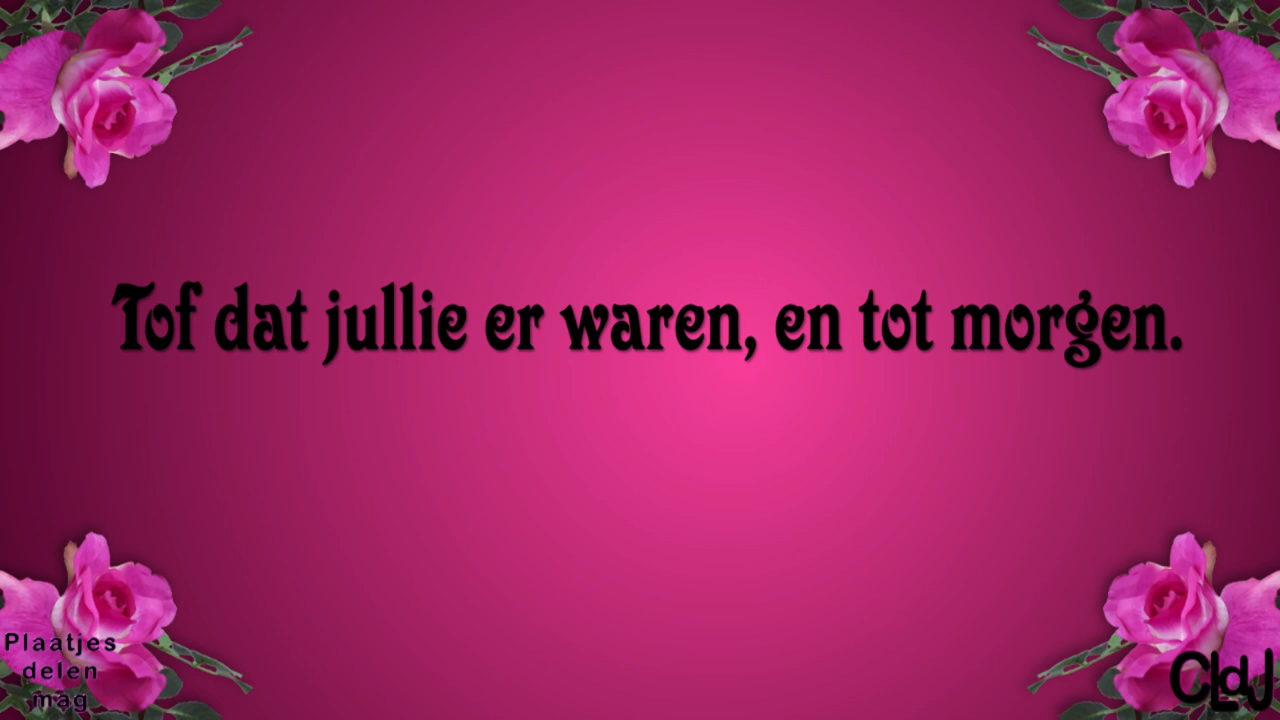 Tof dat jullie er waren, en tot morgen.
Plaatjes
delen
mag
CLdJ